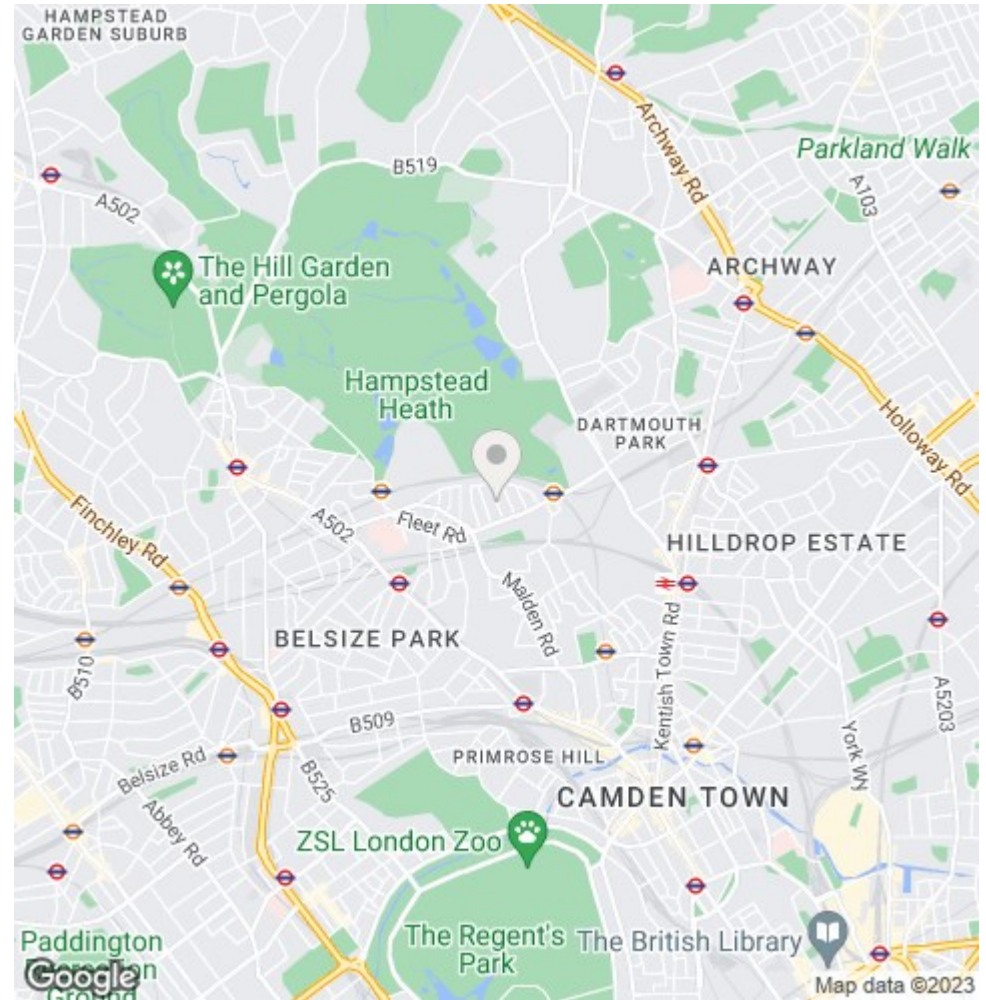 HAMPSTEAD
GARDEN SUBURB
B519
Archway Rd
Parkland Walk
A103
A502
The Hill Garden
and Pergola
ARCHWAY
Hampstead
Heath
DARTMOUTH
PARK
Holloway Rd
Finchley Rd
A502
Fleet Rd
HILLDROP ESTATE
Malden Rd
BELSIZE PARK
Kentish Town Rd
B510
A5203
B509
York WN
Belsize Rd
B525
PRIMROSE HILL
CAMDEN TOWN
Abbey Rd
ZSL London Zoo
The Regent's
Park
The British Library
Paddington
Ground
Google
Map data ©2023